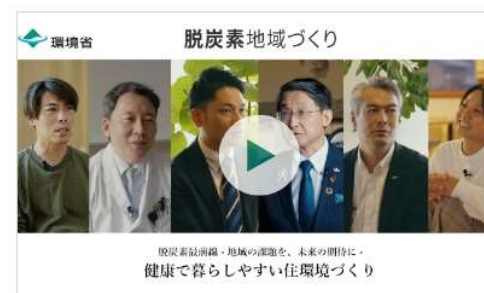 環境省
脱炭素地域づくり
脱炭素最前線 - 地域の課題を、未来の期待に -
健康で暮らしやすい住環境づくり